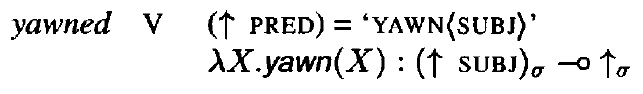 yawned V (↑ PRED) = ‘YAWN⟨SUBJ⟩’
λX.yawn(X) : (↑ SUBJ)σ ⊸ ↑σ